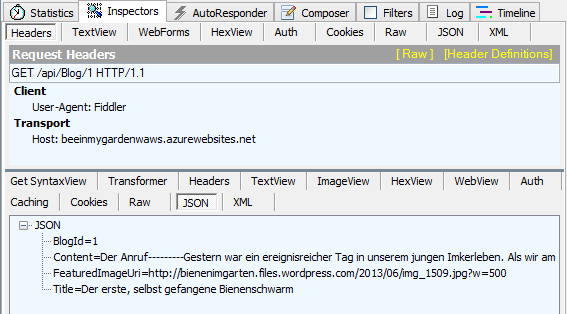 Statistics Inspectors AutoResponder Composer Filters Log Timeline
Headers TextView WebForms HexView Auth Cookies Raw JSON XML
Request Headers [ Raw ] [Header Definitions]
GET /api/Blog/1 HTTP/1.1
Client
User-Agent: Fiddler
Transport
Host: beeinmygardenwaws.azurewebsites.net
Get SyntaxView Transformer Headers TextView ImageView HexView WebView Auth
Caching Cookies Raw JSON XML
JSON
BlogId=1
Content=Der Anruf---------Gestern war ein ereignisreicher Tag in unserem jungen Imkerleben. Als wir am
FeaturedImageUri=http://bienenimgarten.files.wordpress.com/2013/06/img_1509.jpg?w=500
Title=Der erste, selbst gefangene Bienenschwarm